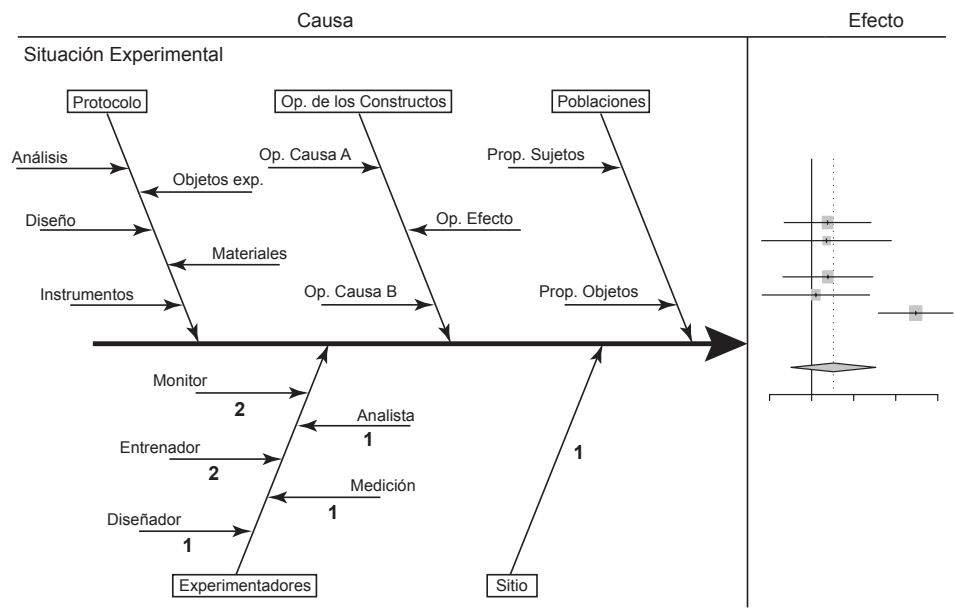 Causa
Efecto
Situación Experimental
Protocolo
Op. de los Constructos
Poblaciones
Análisis
Op. Causa A
Prop. Sujetos
Objetos exp.
Diseño
Op. Efecto
Materiales
Instrumentos
Op. Causa B
Prop. Objetos
Monitor
2
Analista
1
Entrenador
2
1
Medición
1
Diseñador
1
Experimentadores
Sitio